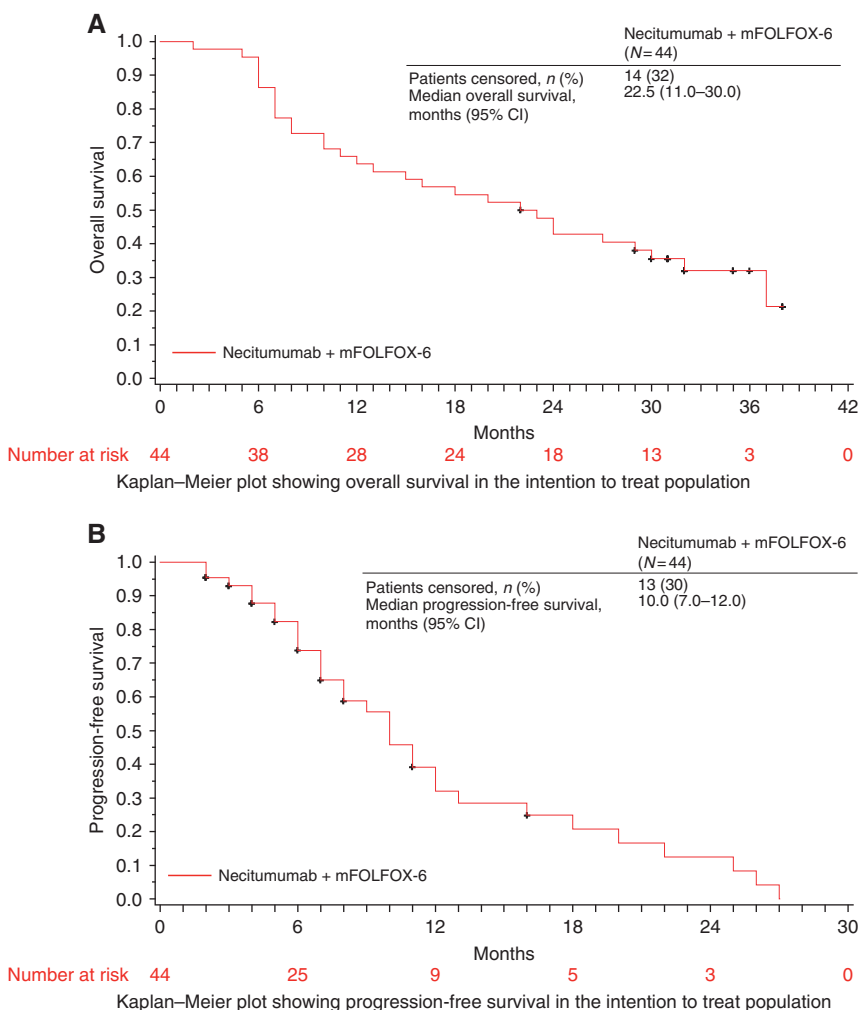 A
Necitumumab + mFOLFOX-6
(N=44)
Patients censored, n (%) 14 (32)
Median overall survival, 22.5 (11.0–30.0)
months (95% CI)
Overall survival
1.0
0.9
0.8
0.7
0.6
0.5
0.4
0.3
0.2
0.1
0.0
Necitumumab + mFOLFOX-6
0 6 12 18 24 30 36 42
Months
Number at risk 44 38 28 24 18 13 3 0
Kaplan–Meier plot showing overall survival in the intention to treat population
B
Necitumumab + mFOLFOX-6
(N=44)
Patients censored, n (%) 13 (30)
Median progression-free survival, 10.0 (7.0–12.0)
months (95% CI)
Progression-free survival
1.0
0.9
0.8
0.7
0.6
0.5
0.4
0.3
0.2
0.1
0.0
Necitumumab + mFOLFOX-6
0 6 12 18 24 30
Months
Number at risk 44 25 9 5 3 0
Kaplan–Meier plot showing progression-free survival in the intention to treat population